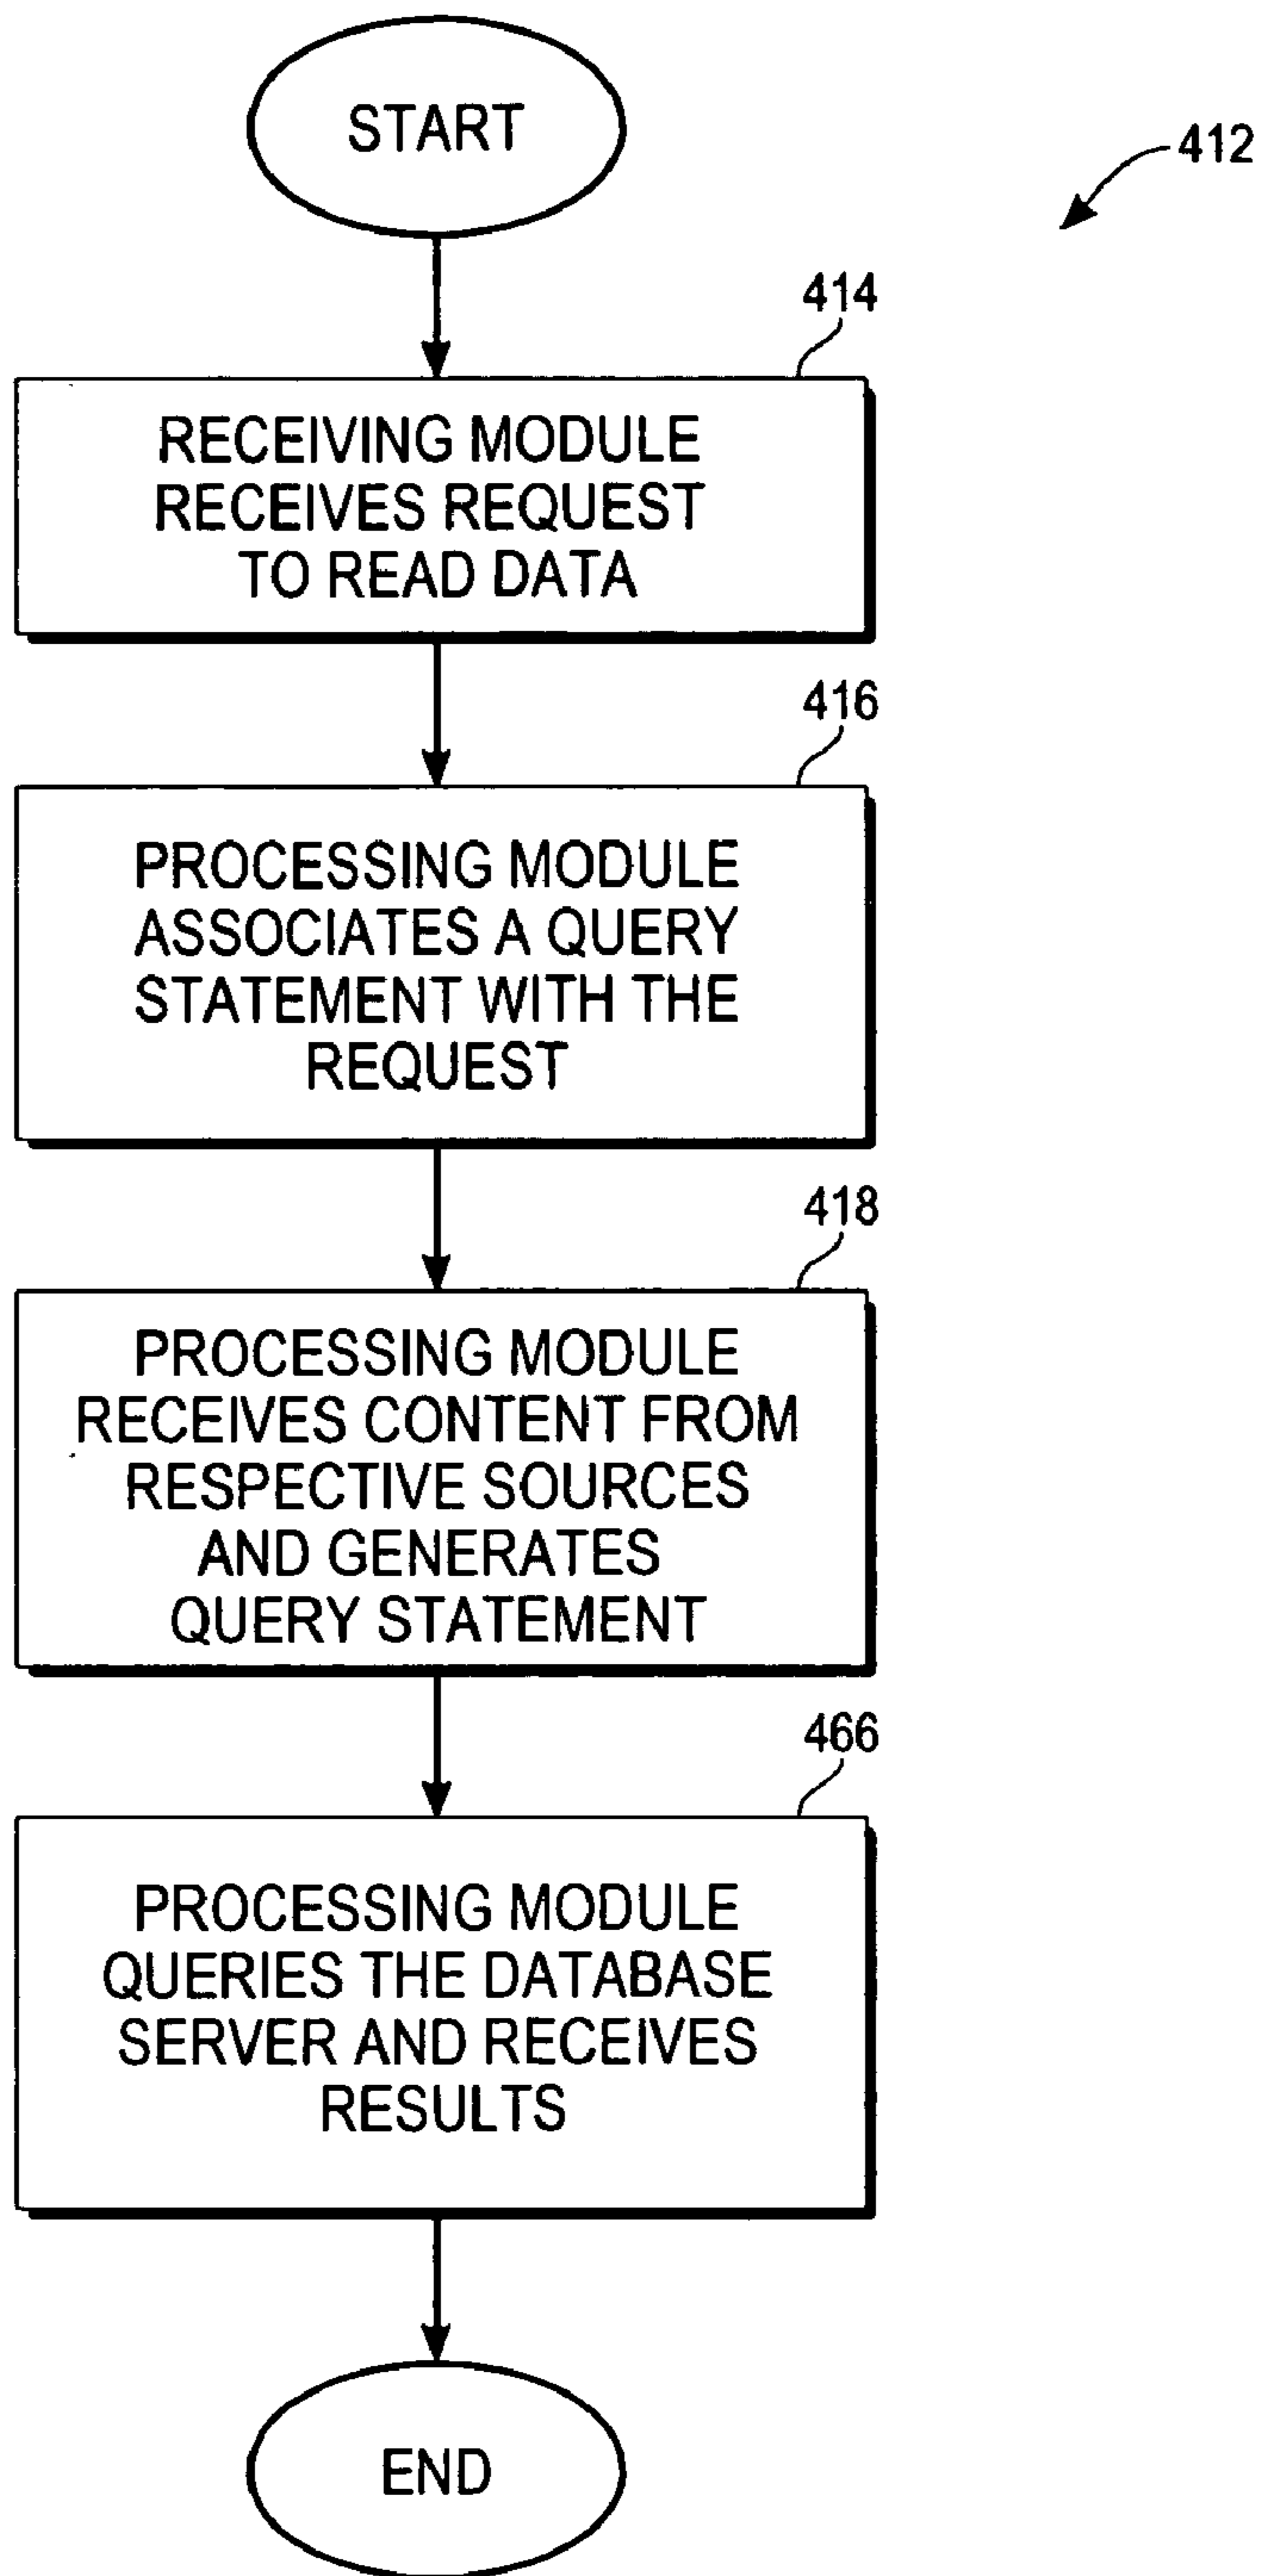 START
412
414
RECEIVING MODULE
RECEIVES REQUEST
TO READ DATA
416
PROCESSING MODULE
ASSOCIATES A QUERY
STATEMENT WITH THE
REQUEST
418
PROCESSING MODULE
RECEIVES CONTENT FROM
RESPECTIVE SOURCES
AND GENERATES
QUERY STATEMENT
466
PROCESSING MODULE
QUERIES THE DATABASE
SERVER AND RECEIVES
RESULTS
END